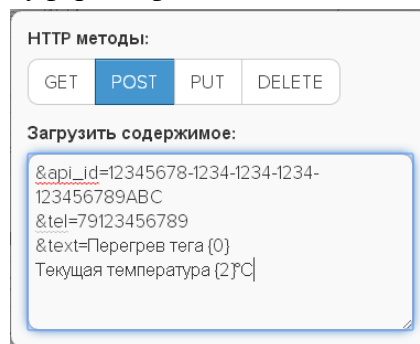 HTTP методы:
GET POST PUT DELETE
Загрузить содержимое:
&api_id=12345678-1234-1234-1234-
123456789ABC
&tel=79123456789
&text=Перегрев тега {0}
Текущая температура {2}°C